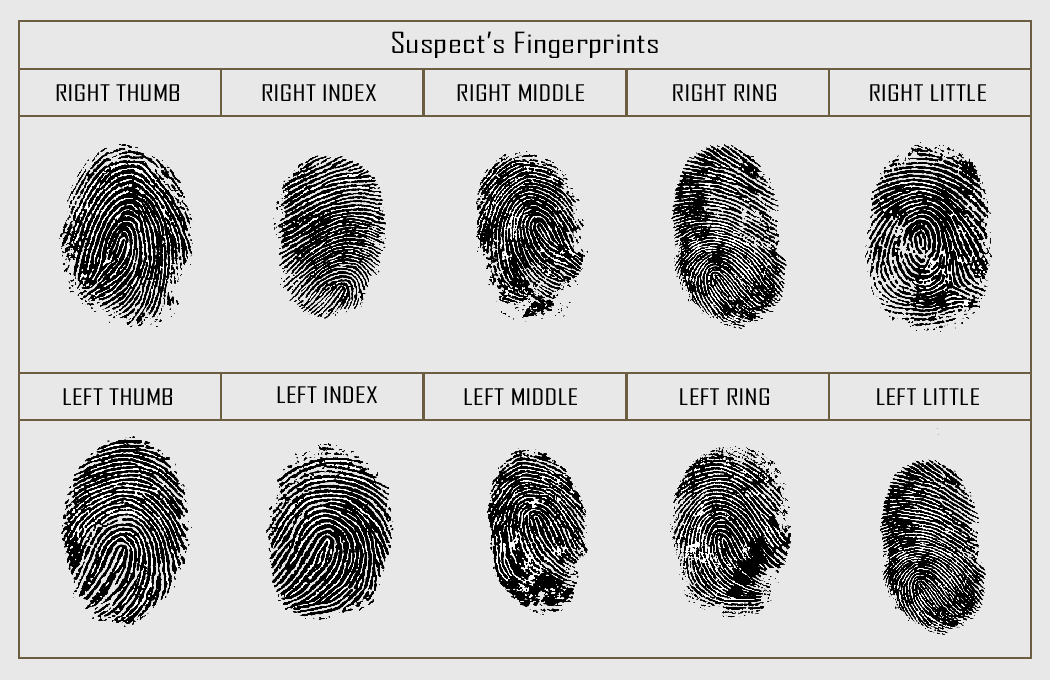 Suspect's Fingerprints
RIGHT THUMB
RIGHT INDEX
RIGHT MIDDLE
RIGHT RING
RIGHT LITTLE
LEFT THUMB
LEFT INDEX
LEFT MIDDLE
LEFT RING
LEFT LITTLE